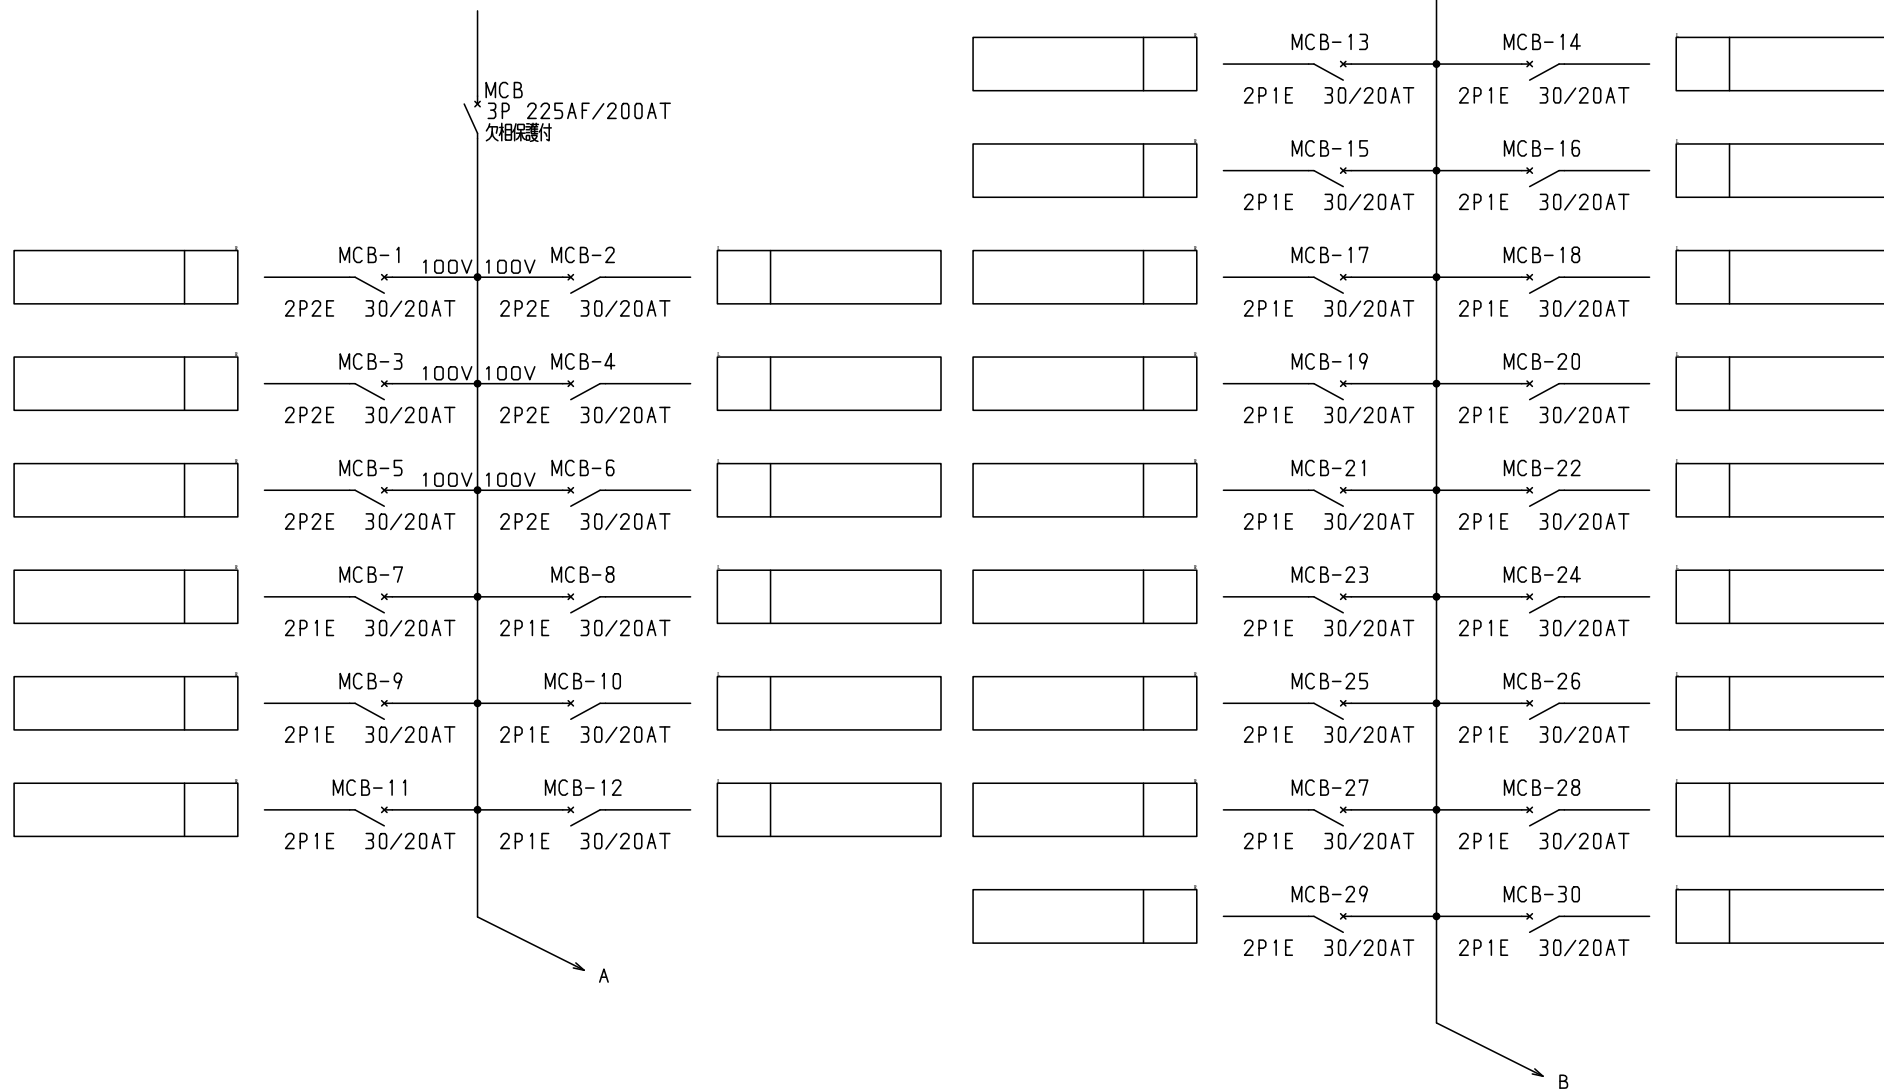 MCB
3P 225AF/200AT
欠相保護付
MCB-1 100V 100V MCB-2
2P2E 30/20AT 2P2E 30/20AT
MCB-3 100V 100V MCB-4
2P2E 30/20AT 2P2E 30/20AT
MCB-5 100V 100V MCB-6
2P2E 30/20AT 2P2E 30/20AT
MCB-7 MCB-8
2P1E 30/20AT 2P1E 30/20AT
MCB-9 MCB-10
2P1E 30/20AT 2P1E 30/20AT
MCB-11 MCB-12
2P1E 30/20AT 2P1E 30/20AT
A
MCB-13 MCB-14
2P1E 30/20AT 2P1E 30/20AT
MCB-15 MCB-16
2P1E 30/20AT 2P1E 30/20AT
MCB-17 MCB-18
2P1E 30/20AT 2P1E 30/20AT
MCB-19 MCB-20
2P1E 30/20AT 2P1E 30/20AT
MCB-21 MCB-22
2P1E 30/20AT 2P1E 30/20AT
MCB-23 MCB-24
2P1E 30/20AT 2P1E 30/20AT
MCB-25 MCB-26
2P1E 30/20AT 2P1E 30/20AT
MCB-27 MCB-28
2P1E 30/20AT 2P1E 30/20AT
MCB-29 MCB-30
2P1E 30/20AT 2P1E 30/20AT
B